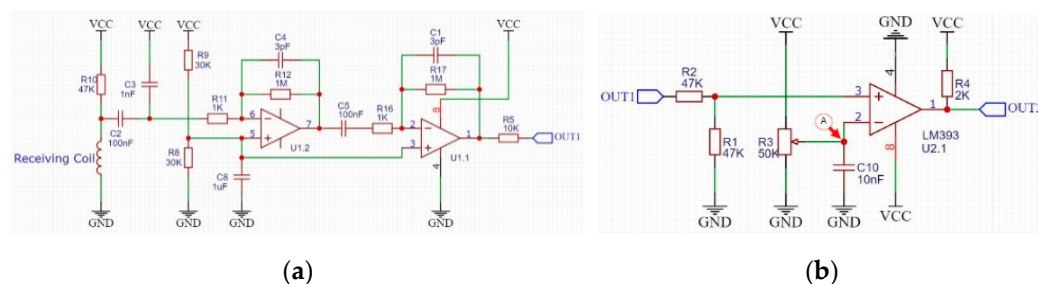 VCC
VCC
VCC
VCC
R9
30K
C4
3pF
C1
3pF
R10
47K
C3
1nF
R12
1M
R17
1M
8
R11
1K
C2
100nF
6
5
7
U1.2
C5
100nF
R16
1K
2
3
1
U1.1
4
R5
10K
OUT1
Receiving Coil
R8
30K
C8
1uF
GND
GND
GND
GND
(a)
VCC
GND
VCC
4
R2
47K
OUT1
3
2
1
R4
2K
OUT2
A
LM393
U2.1
R1
47K
R3
50K
C10
10nF
8
GND
GND
GND
VCC
(b)